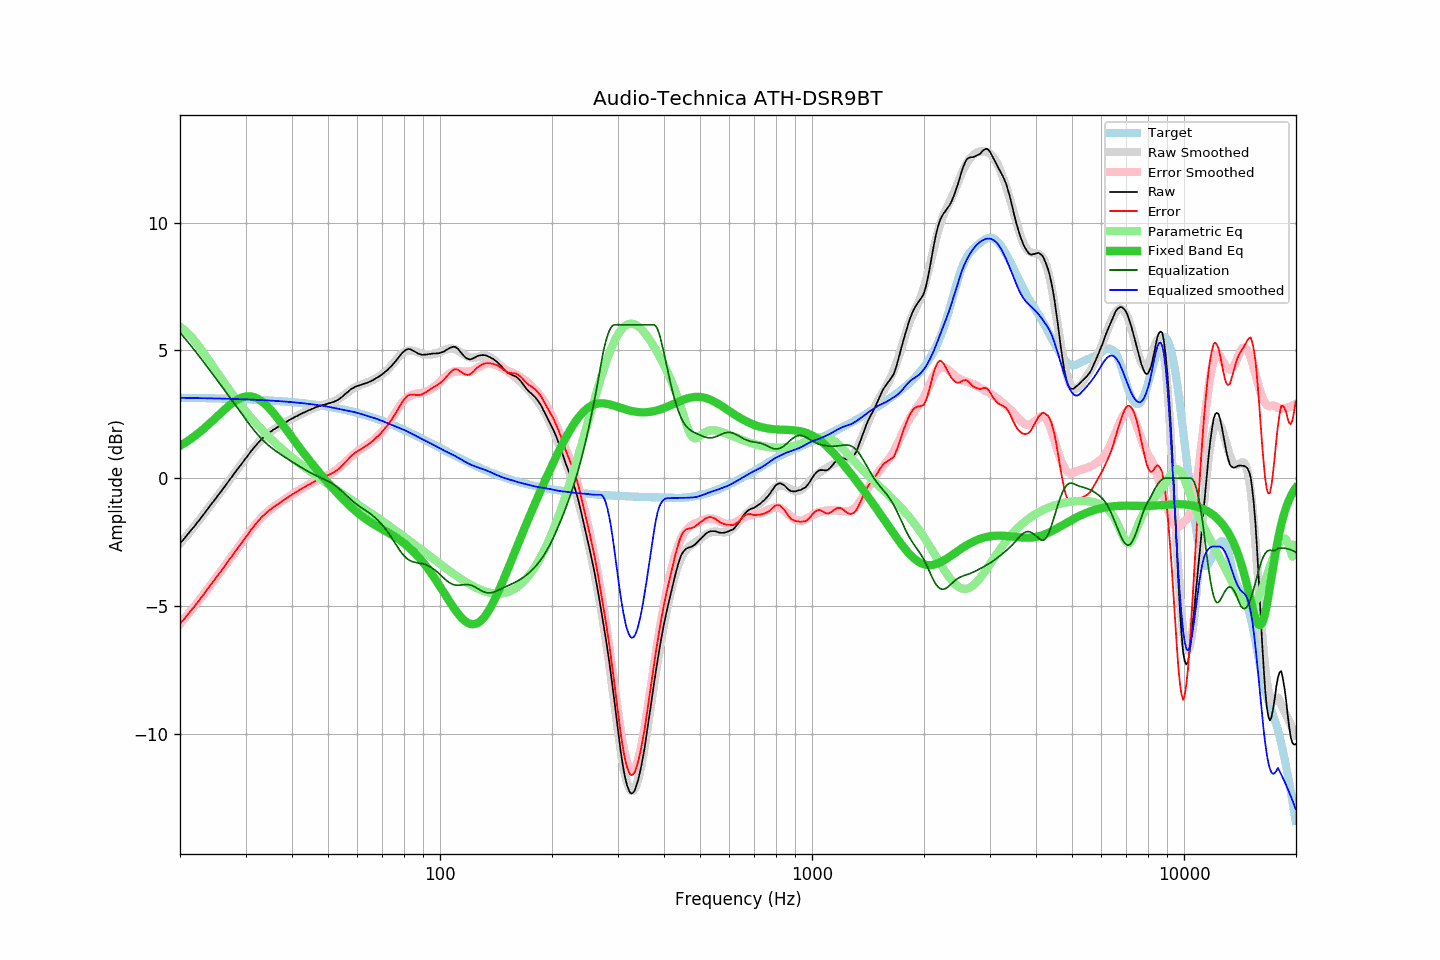 Audio-Technica ATH-DSR9BT
Target
Raw Smoothed
Error Smoothed
Raw
Error
Parametric Eq
Fixed Band Eq
Equalization
Equalized smoothed
Amplitude (dBr)
10
5
0
−5
−10
100
1000
10000
Frequency (Hz)